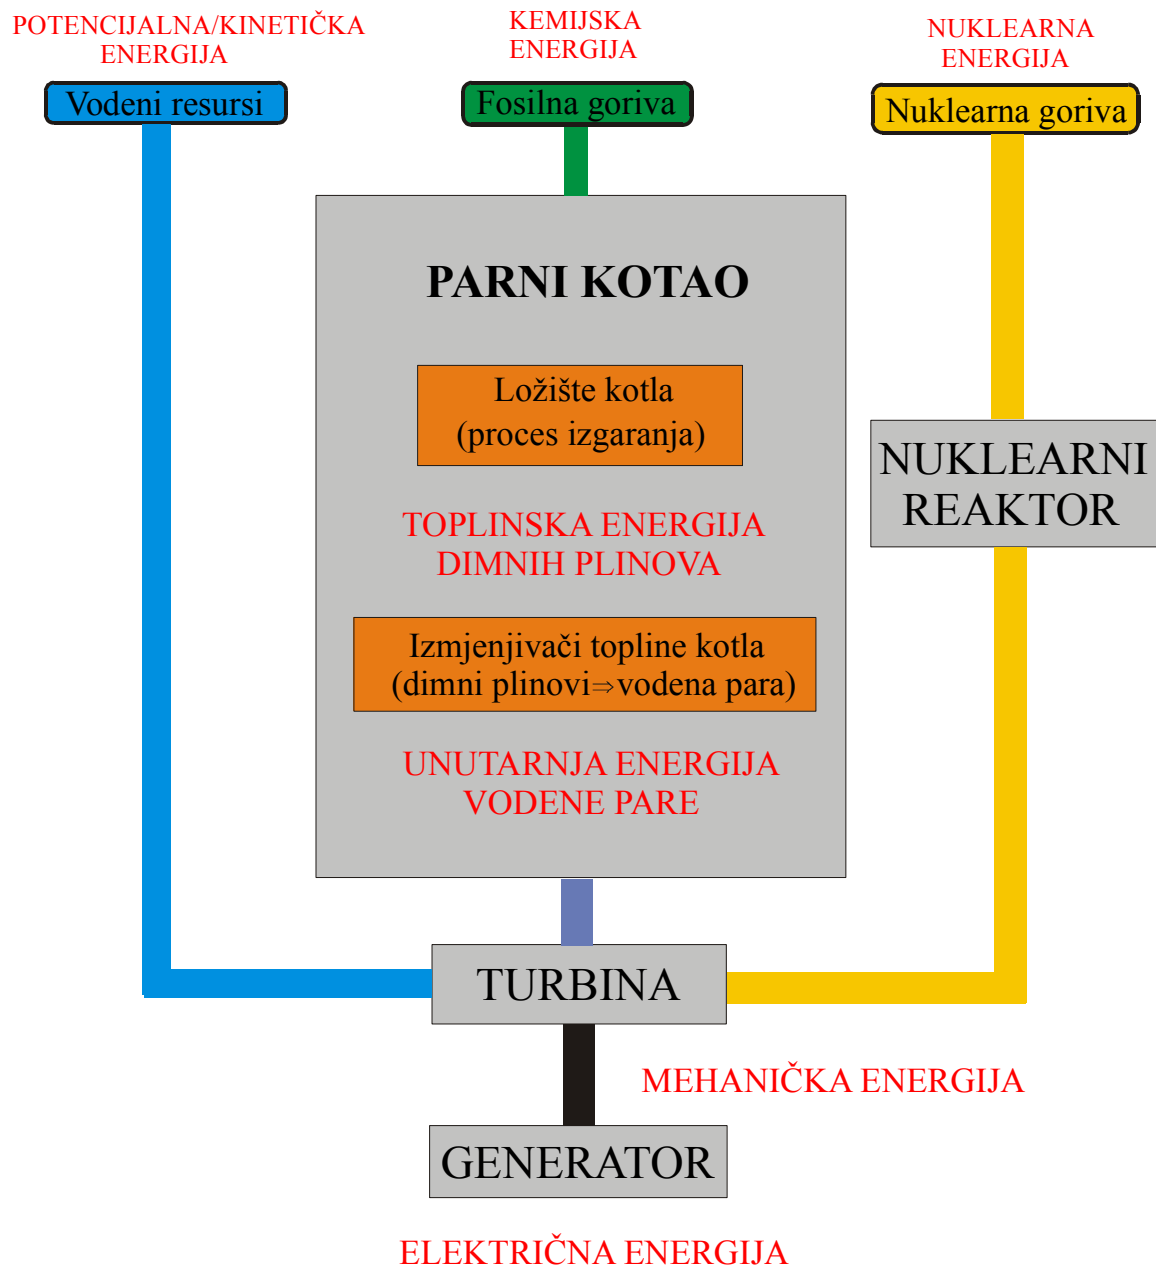 POTENCIJALNA/KINETIČKA
ENERGIJA
KEMIJSKA
ENERGIJA
NUKLEARNA
ENERGIJA
Vodeni resursi
Fosilna goriva
Nuklearna goriva
PARNI KOTAO
Ložište kotla
(proces izgaranja)
NUKLEARNI
REAKTOR
TOPLINSKA ENERGIJA
DIMNIH PLINOVA
Izmjenjivači topline kotla
(dimni plinovi⇒vodena para)
UNUTARNJA ENERGIJA
VODENE PARE
TURBINA
MEHANIČKA ENERGIJA
GENERATOR
ELEKTRIČNA ENERGIJA